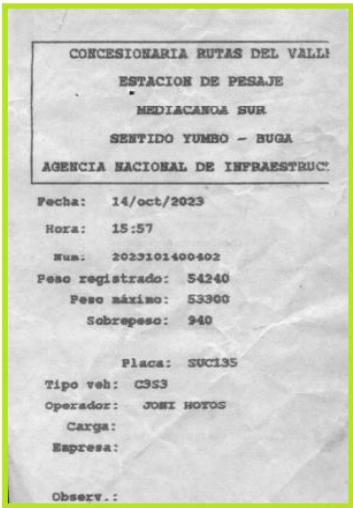 CONCESIONARIA RUTAS DEL VALLE
ESTACION DE PESAJE
MEDIACANOA SUR
SENTIDO YUMBO - BUGA
AGENCIA NACIONAL DE INFRAESTRUC
Fecha: 14/oct/2023
Hora: 15:57
Num: 2023101400402
Peso registrado: 54240
Peso máximo: 53300
Sobrepeso: 940
Placa: SUC135
Tipo veh: C3S3
Operador: JONI HOYOS
Carga:
Empresa:
Observ.: